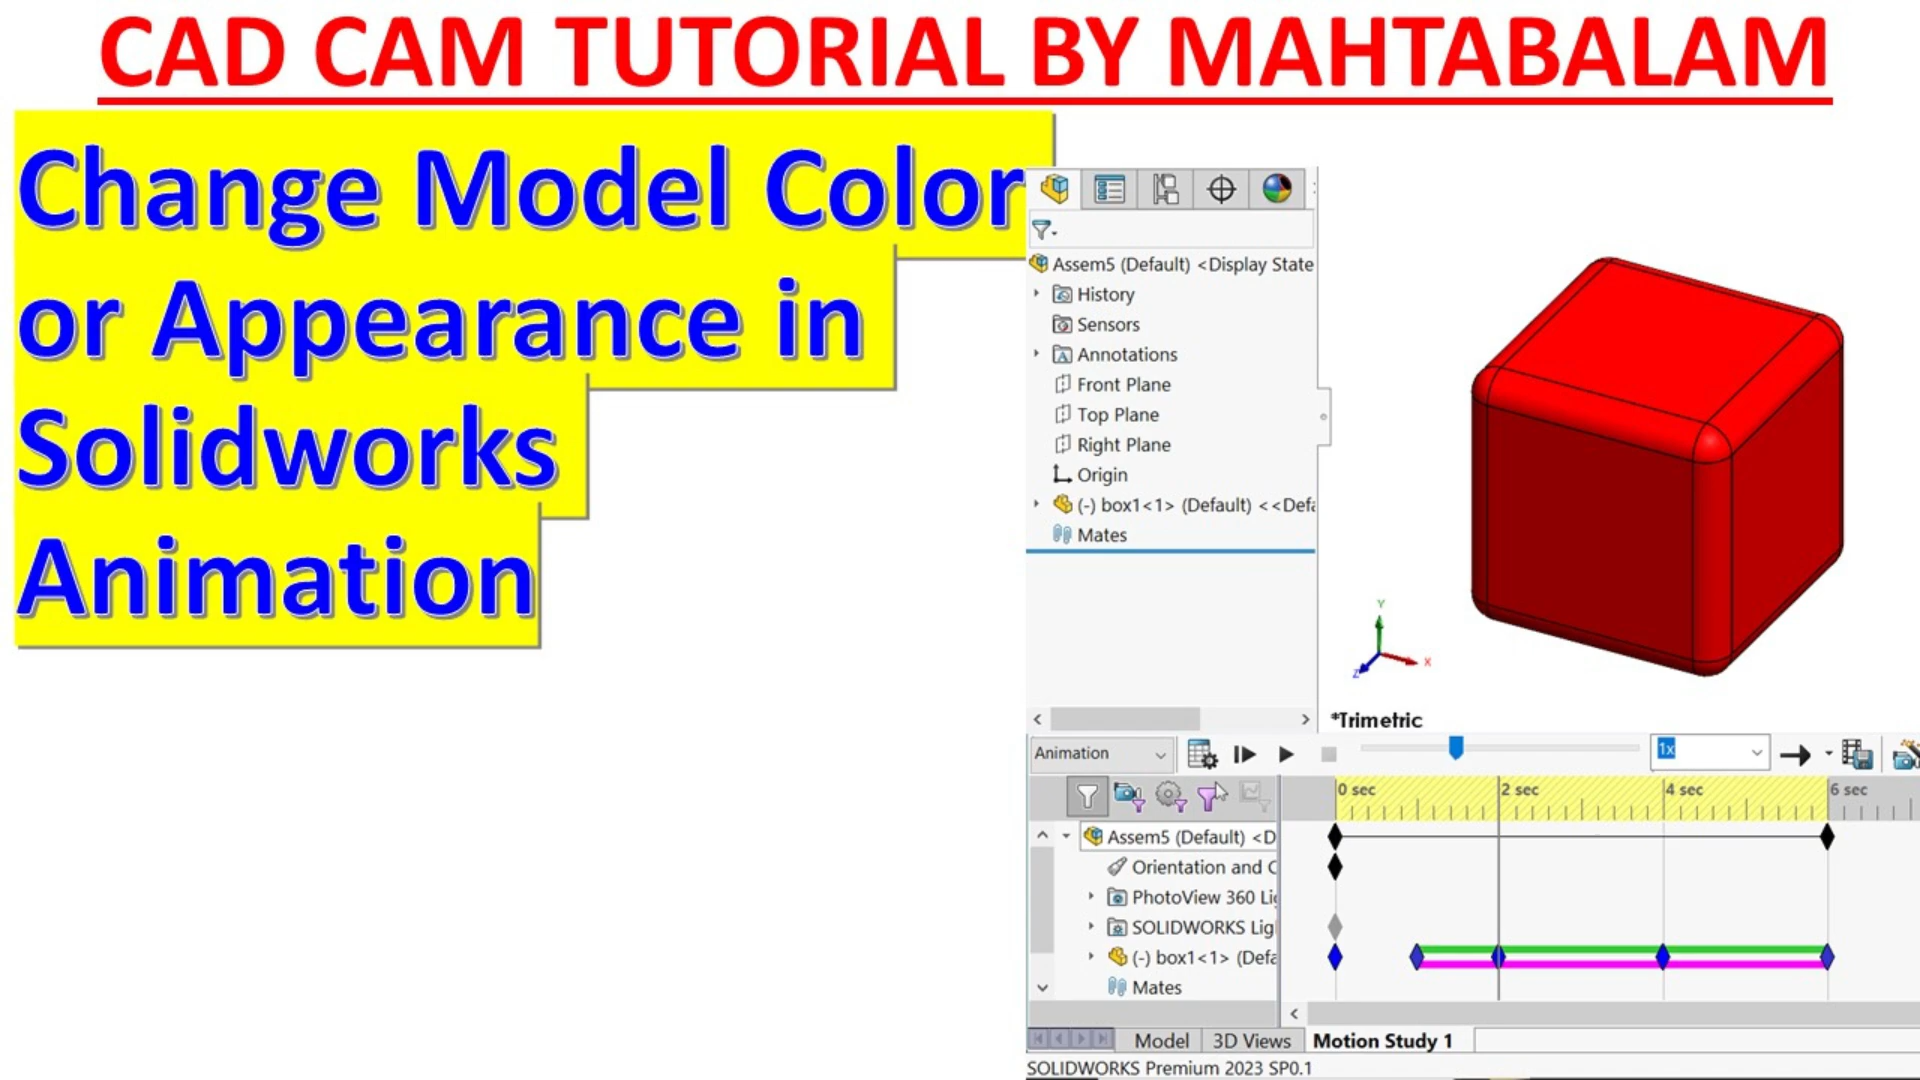 CAD CAM TUTORIAL BY MAHTABALAM
Change Model Color
or Appearance in
Solidworks
Animation
Assem5 (Default) <Display State
History
Sensors
A Annotations
Front Plane
Top Plane
Right Plane
Origin
(-) box1<1> (Default) <<Defa
Mates
Y
X
Z
*Trimetric
Animation
1x
0 sec 2 sec 4 sec 6 sec
Assem5 (Default) <D
Orientation and C
PhotoView 360 Lig
SOLIDWORKS Ligl
(-) box1<1> (Defa
Mates
Model 3D Views Motion Study 1
SOLIDWORKS Premium 2023 SP0.1